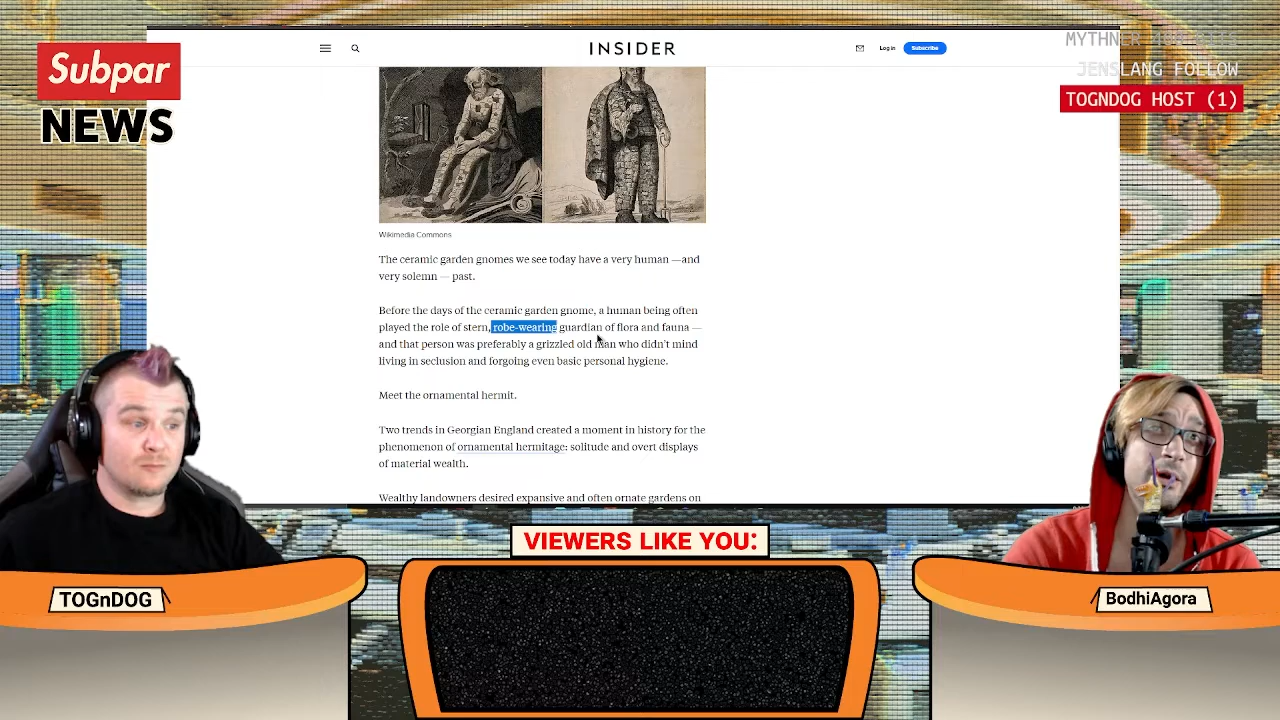 Subpar
NEWS
INSIDER
Log in
Subscribe
JENSLANG FOLLOW
TOGNDOG HOST (1)
Wikimedia Commons
The ceramic garden gnomes we see today have a very human —and
very solemn — past.
Before the days of the ceramic garden gnome, a human being often
played the role of stern, robe-wearing guardian of flora and fauna —
and that person was preferably a grizzled old man who didn't mind
living in seclusion and forgoing even basic personal hygiene.
Meet the ornamental hermit.
Two trends in Georgian England created a moment in history for the
phenomenon of ornamental hermitage: solitude and overt displays
of material wealth.
Wealthy landowners desired expensive and often ornate gardens on
VIEWERS LIKE YOU:
TOGnDOG
BodhiAgora